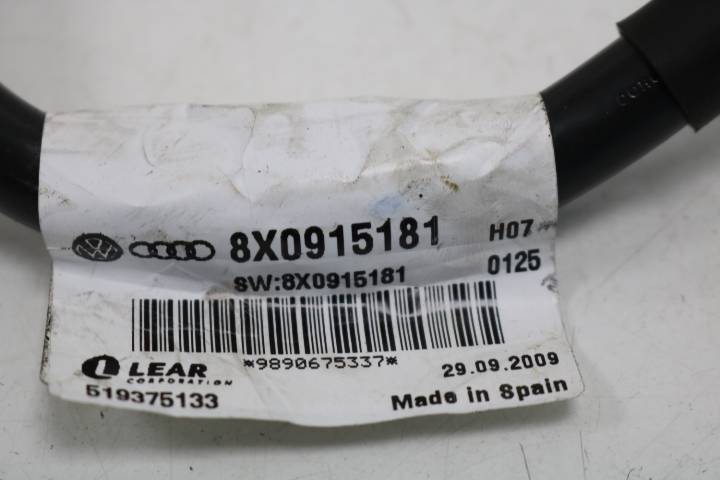 8X0915181 H07
SW:8X0915181 0125
*9890675337*
LEAR
CORPORATION
29.09.2009
519375133
Made in Spain